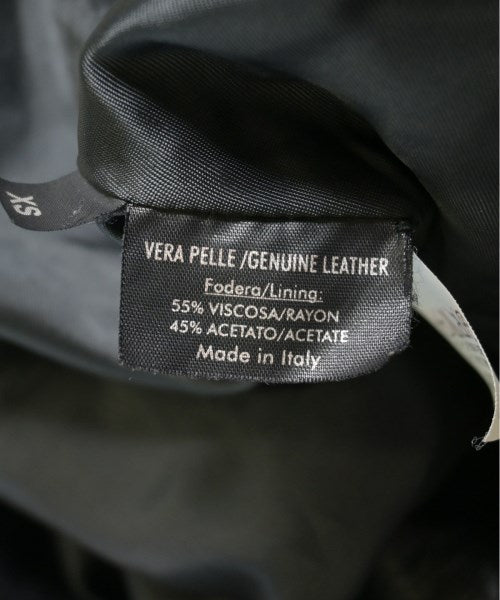 XS
VERA PELLE /GENUINE LEATHER
Fodera/Lining:
55% VISCOSA/RAYON
45% ACETATO/ACETATE
Made in Italy